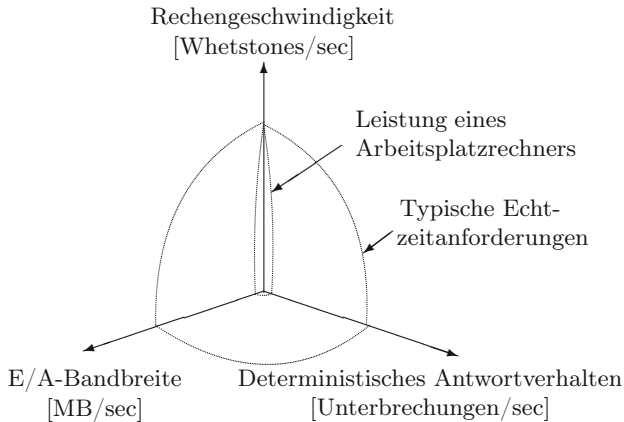 Rechengeschwindigkeit
[Whetstones/sec]
Leistung eines
Arbeitsplatzrechners
Typische Echt-
zeitanforderungen
E/A-Bandbreite
[MB/sec]
Deterministisches Antwortverhalten
[Unterbrechungen/sec]